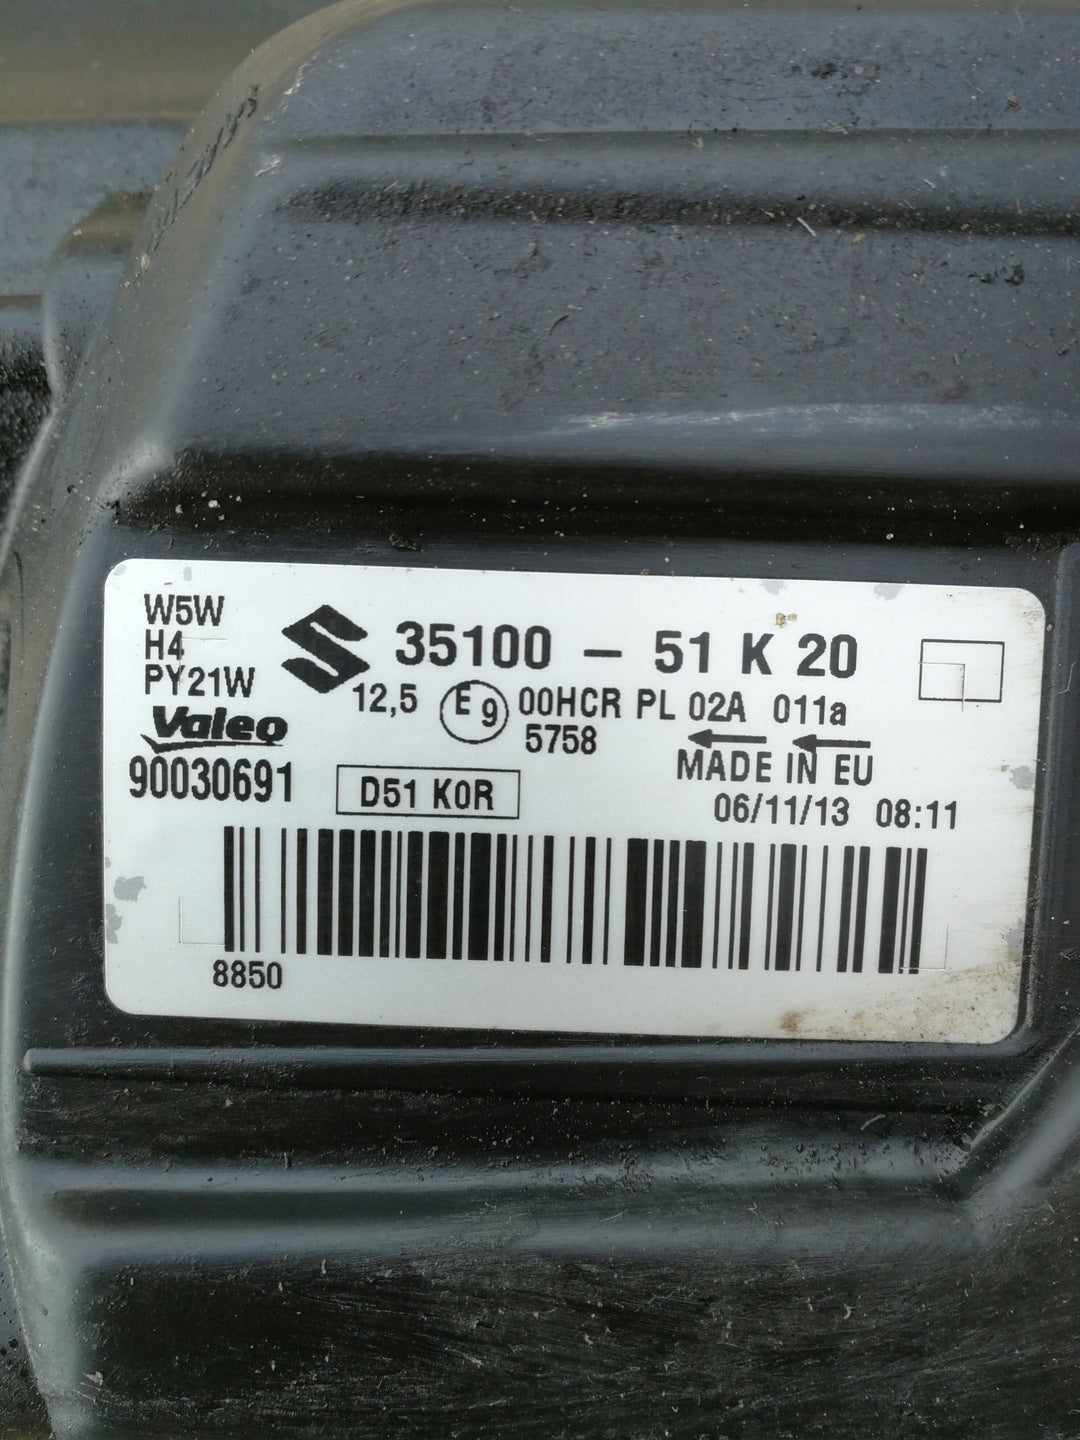 W5W
H4
PY21W
35100 - 51 K 20
12,5 E9 00HCR PL 02A 011a
5758
Valeo
MADE IN EU
90030691
D51 K0R
06/11/13 08:11
8850